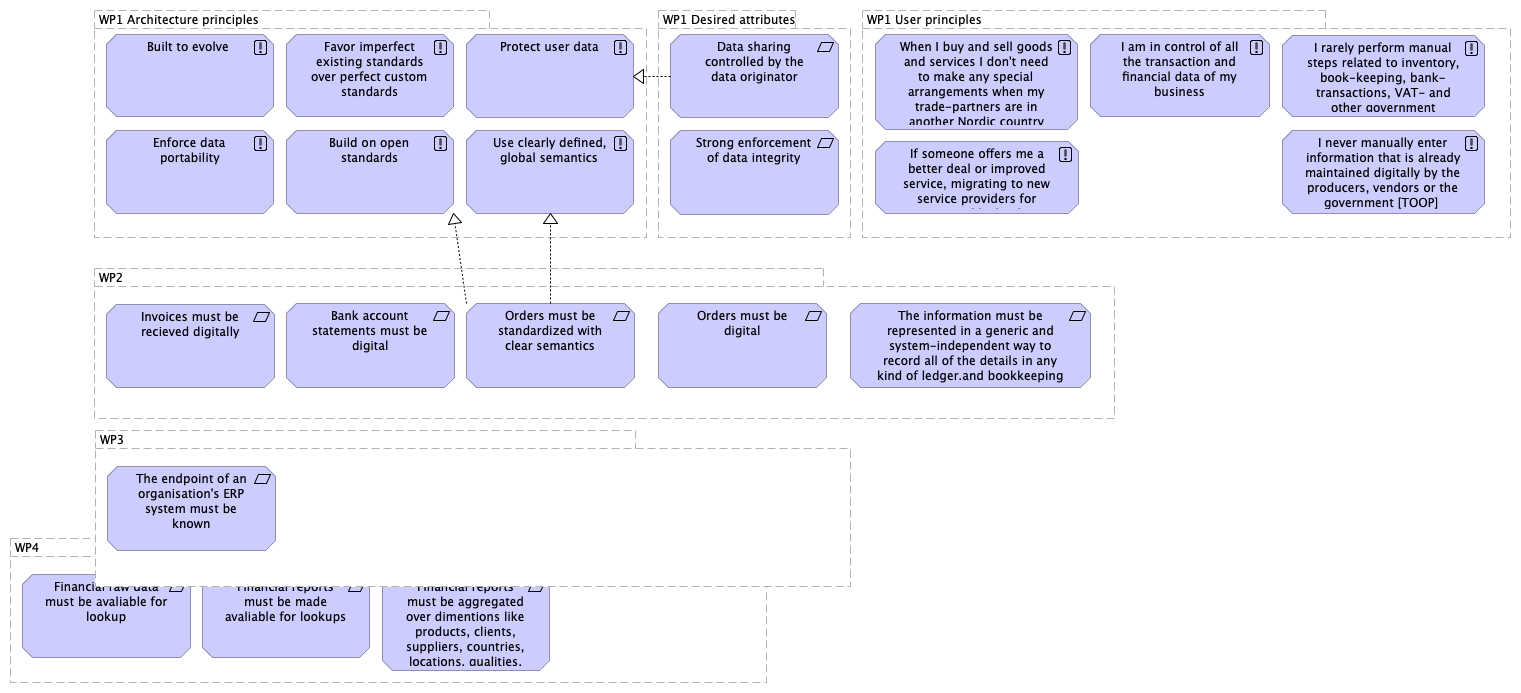 WP1 Architecture principles
Built to evolve
Favor imperfect
existing standards
over perfect custom
standards
Protect user data
Enforce data
portability
Build on open
standards
Use clearly defined,
global semantics
WP1 Desired attributes
Data sharing
controlled by the
data originator
Strong enforcement
of data integrity
WP1 User principles
When I buy and sell goods
and services I don't need
to make any special
arrangements when my
trade-partners are in
another Nordic country
I am in control of all
the transaction and
financial data of my
business
I rarely perform manual
steps related to inventory,
book-keeping, bank-
transactions, VAT- and
other government
If someone offers me a
better deal or improved
service, migrating to new
service providers for
I never manually enter
information that is already
maintained digitally by the
producers, vendors or the
government [TOOP]
WP2
Invoices must be
recieved digitally
Bank account
statements must be
digital
Orders must be
standardized with
clear semantics
Orders must be
digital
The information must be
represented in a generic and
system-independent way to
record all of the details in any
kind of ledger.and bookkeeping
WP3
The endpoint of an
organisation's ERP
system must be
known
WP4
Financial raw data
must be avaliable for
lookup
Financial reports
must be made
avaliable for lookups
Financial reports
must be aggregated
over dimentions like
products, clients,
suppliers, countries,
locations, qualities,